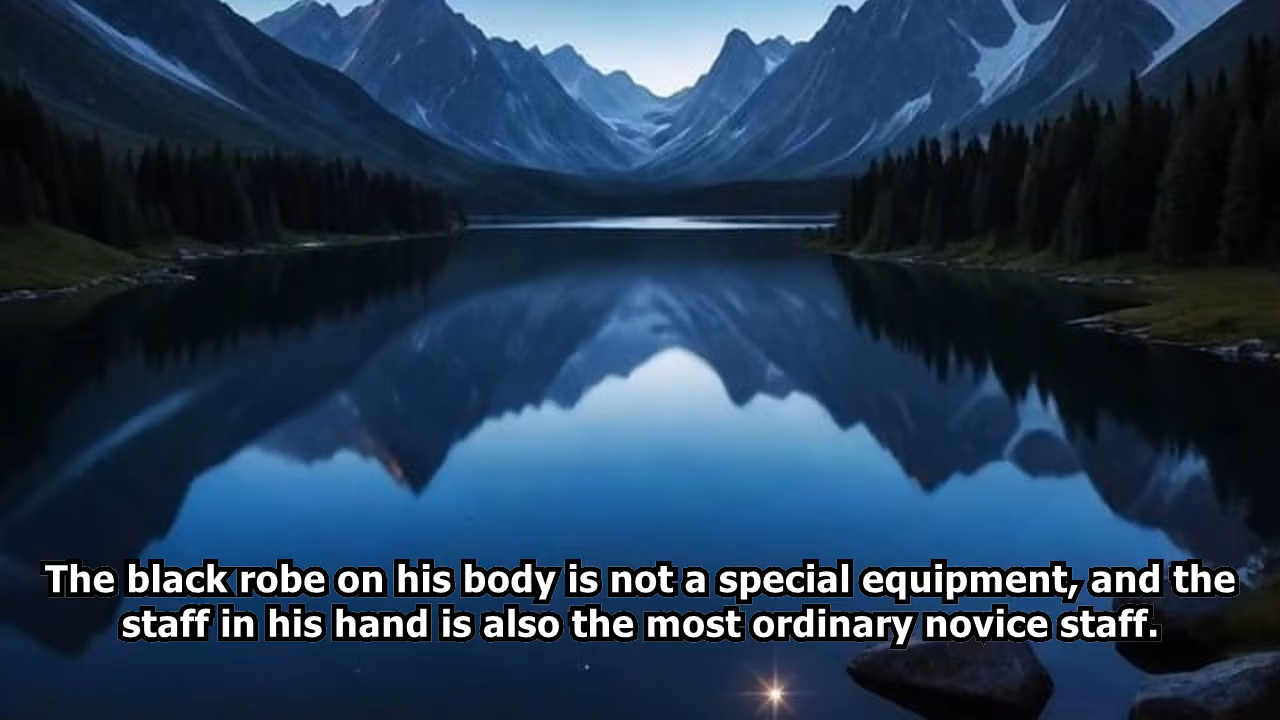 The black robe on his body is not a special equipment, and the
staff in his hand is also the most ordinary novice staff.